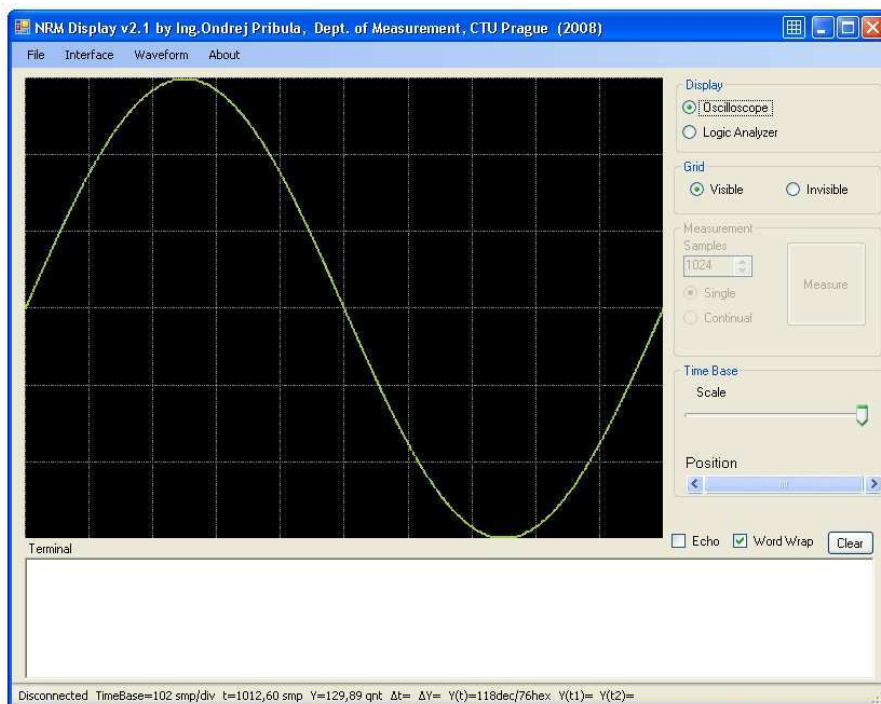 NRM Display v2.1 by Ing.Ondrej Pribula, Dept. of Measurement, CTU Prague (2008)
File Interface Waveform About
Display
Oscilloscope
Logic Analyzer
Grid
Visible Invisible
Measurement
Samples
1024
Measure
Single
Continual
Time Base
Scale
Position
Terminal
Echo Word Wrap Clear
Disconnected TimeBase=102 smp/div t=1012,60 smp Y=129,89 qnt Δt= ΔY= Y(t)=118dec/76hex Y(t1)= Y(t2)=